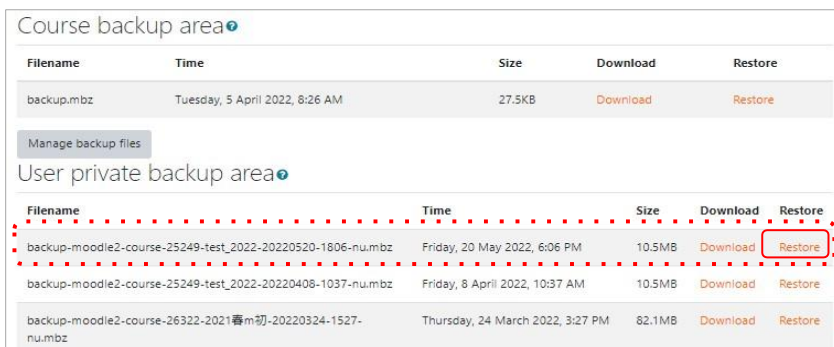 Course backup area
Filename Time Size Download Restore
backup.mbz Tuesday, 5 April 2022, 8:26 AM 27.5KB Download Restore
Manage backup files
User private backup area
Filename Time Size Download Restore
backup-moodle2-course-25249-test_2022-20220520-1806-nu.mbz Friday, 20 May 2022, 6:06 PM 10.5MB Download Restore
backup-moodle2-course-25249-test_2022-20220408-1037-nu.mbz Friday, 8 April 2022, 10:37 AM 10.5MB Download Restore
backup-moodle2-course-26322-2021春m初-20220324-1527- Thursday, 24 March 2022, 3:27 PM 82.1MB Download Restore
nu.mbz